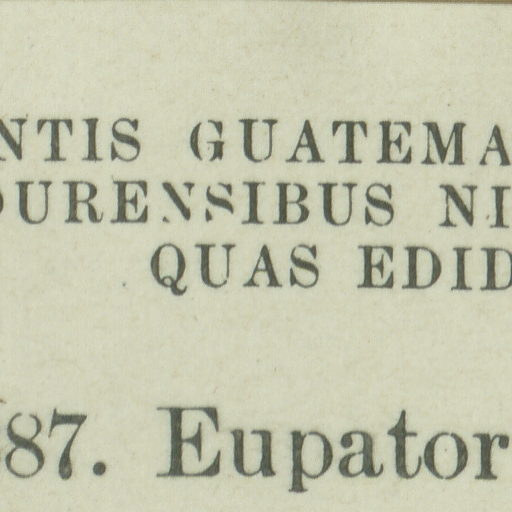 NTIS GUATEMA
DURENSIBUS NI
QUAS EDID
87. Eupator